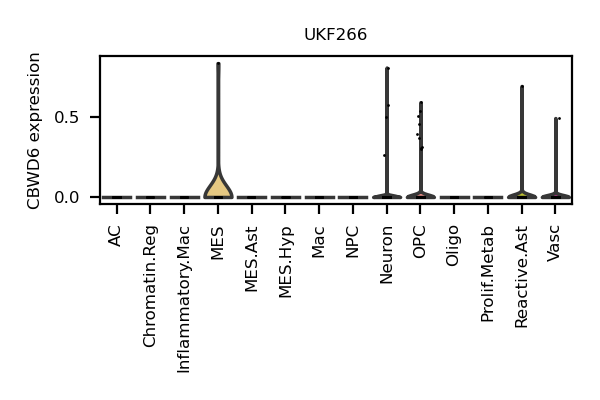 UKF266
CBWD6 expression
0.5
0.0
AC
Chromatin.Reg
Inflammatory.Mac
MES
MES.Ast
MES.Hyp
Mac
NPC
Neuron
OPC
Oligo
Prolif.Metab
Reactive.Ast
Vasc